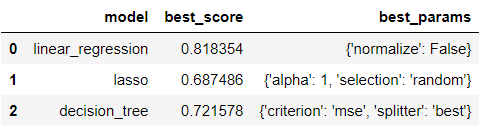 model best_score best_params
0 linear_regression 0.818354 {'normalize': False}
1 lasso 0.687486 {'alpha': 1, 'selection': 'random'}
2 decision_tree 0.721578 {'criterion': 'mse', 'splitter': 'best'}